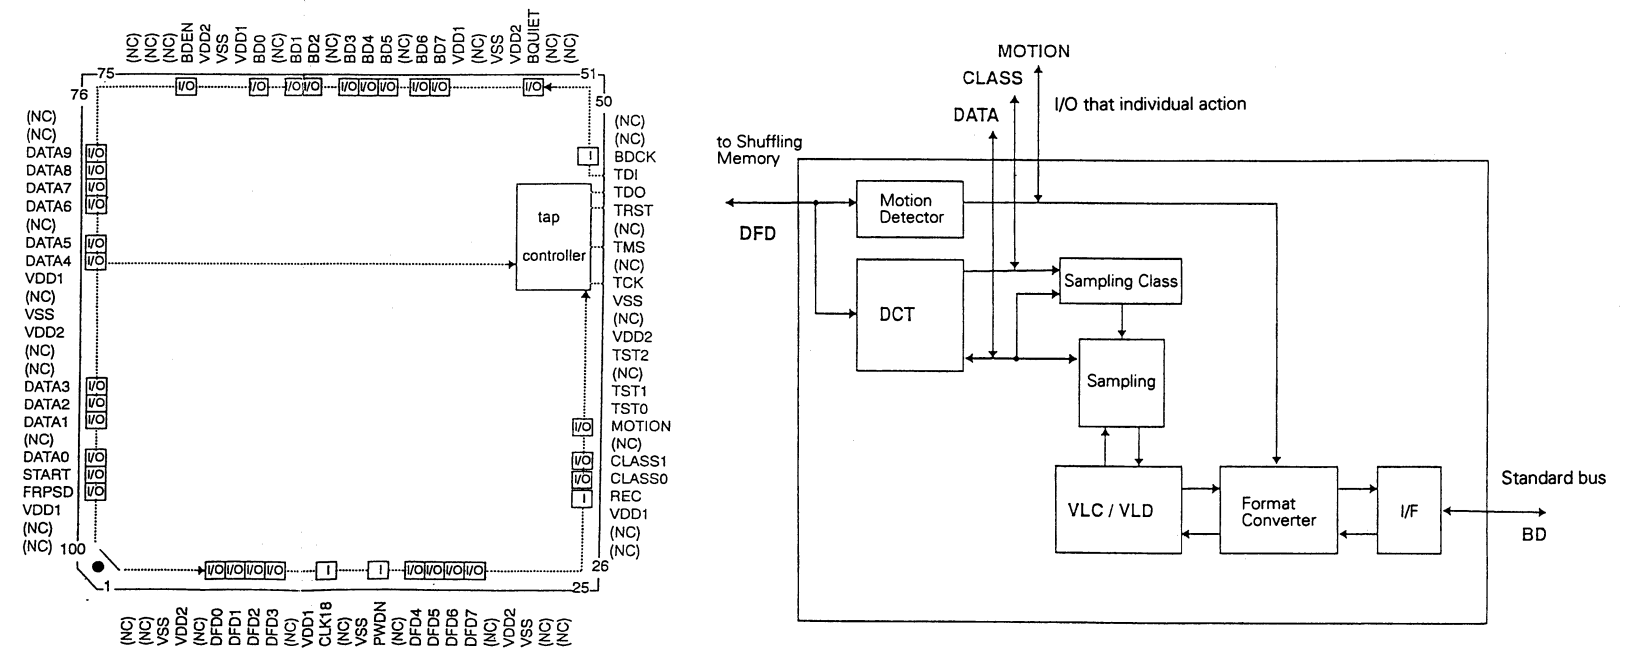 (NC)
(NC)
(NC)
BDEN
VDD2
VSS
VDD1
BD0
(NC)
BD1
BD2
(NC)
BD3
BD4
BD5
(NC)
BD6
BD7
VDD1
(NC)
VSS
VDD2
BQUIET
(NC)
(NC)
75
51
76
50
I/O
I/O
I/O
I/O
I/O
I/O
I/O
I/O
I/O
I/O
(NC)
(NC)
DATA9 I/O
DATA8 I/O
DATA7 I/O
DATA6 I/O
(NC)
DATA5 I/O
DATA4 I/O
VDD1
(NC)
VSS
VDD2
(NC)
(NC)
DATA3 I/O
DATA2 I/O
DATA1 I/O
(NC)
DATA0 I/O
START I/O
FRPSD I/O
VDD1
(NC)
(NC)
100
tap
controller
(NC)
(NC)
I BDCK
TDI
TDO
TRST
(NC)
TMS
(NC)
TCK
VSS
(NC)
VDD2
TST2
(NC)
TST1
TST0
I/O MOTION
(NC)
I/O CLASS1
I/O CLASS0
I REC
VDD1
(NC)
(NC)
26
I/O
I/O
I/O
I/O
I
I
I/O
I/O
I/O
I/O
1
25
(NC)
(NC)
VSS
VDD2
(NC)
DFD0
DFD1
DFD2
DFD3
(NC)
VDD1
CLK18
(NC)
VSS
PWDN
(NC)
DFD4
DFD5
DFD6
DFD7
(NC)
VDD2
VSS
(NC)
(NC)
MOTION
CLASS
DATA
I/O that individual action
to Shuffling
Memory
DFD
Motion
Detector
DCT
Sampling Class
Sampling
VLC / VLD
Format
Converter
I/F
Standard bus
BD